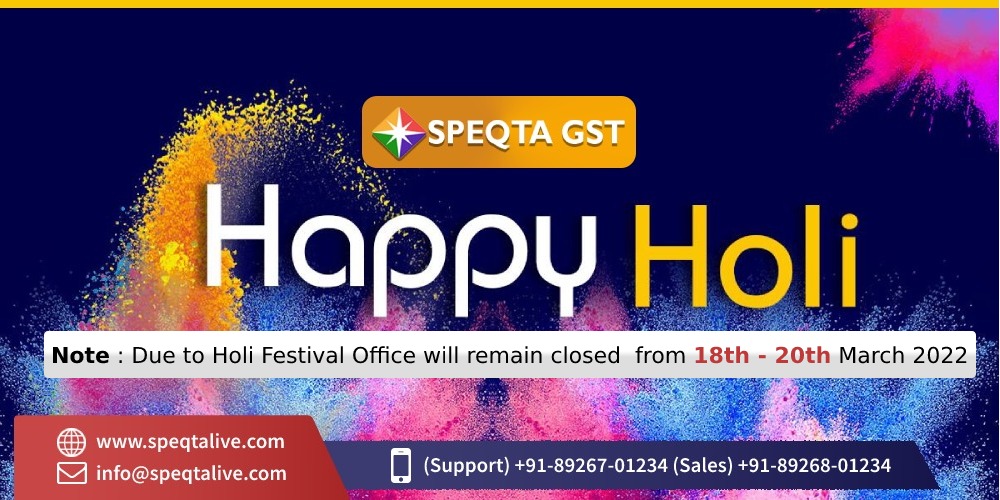 SPEQTA GST
Happy Holi
Note : Due to Holi Festival Office will remain closed  from 18th - 20th March 2022
www.speqtalive.com
info@speqtalive.com
(Support) +91-89267-01234 (Sales) +91-89268-01234